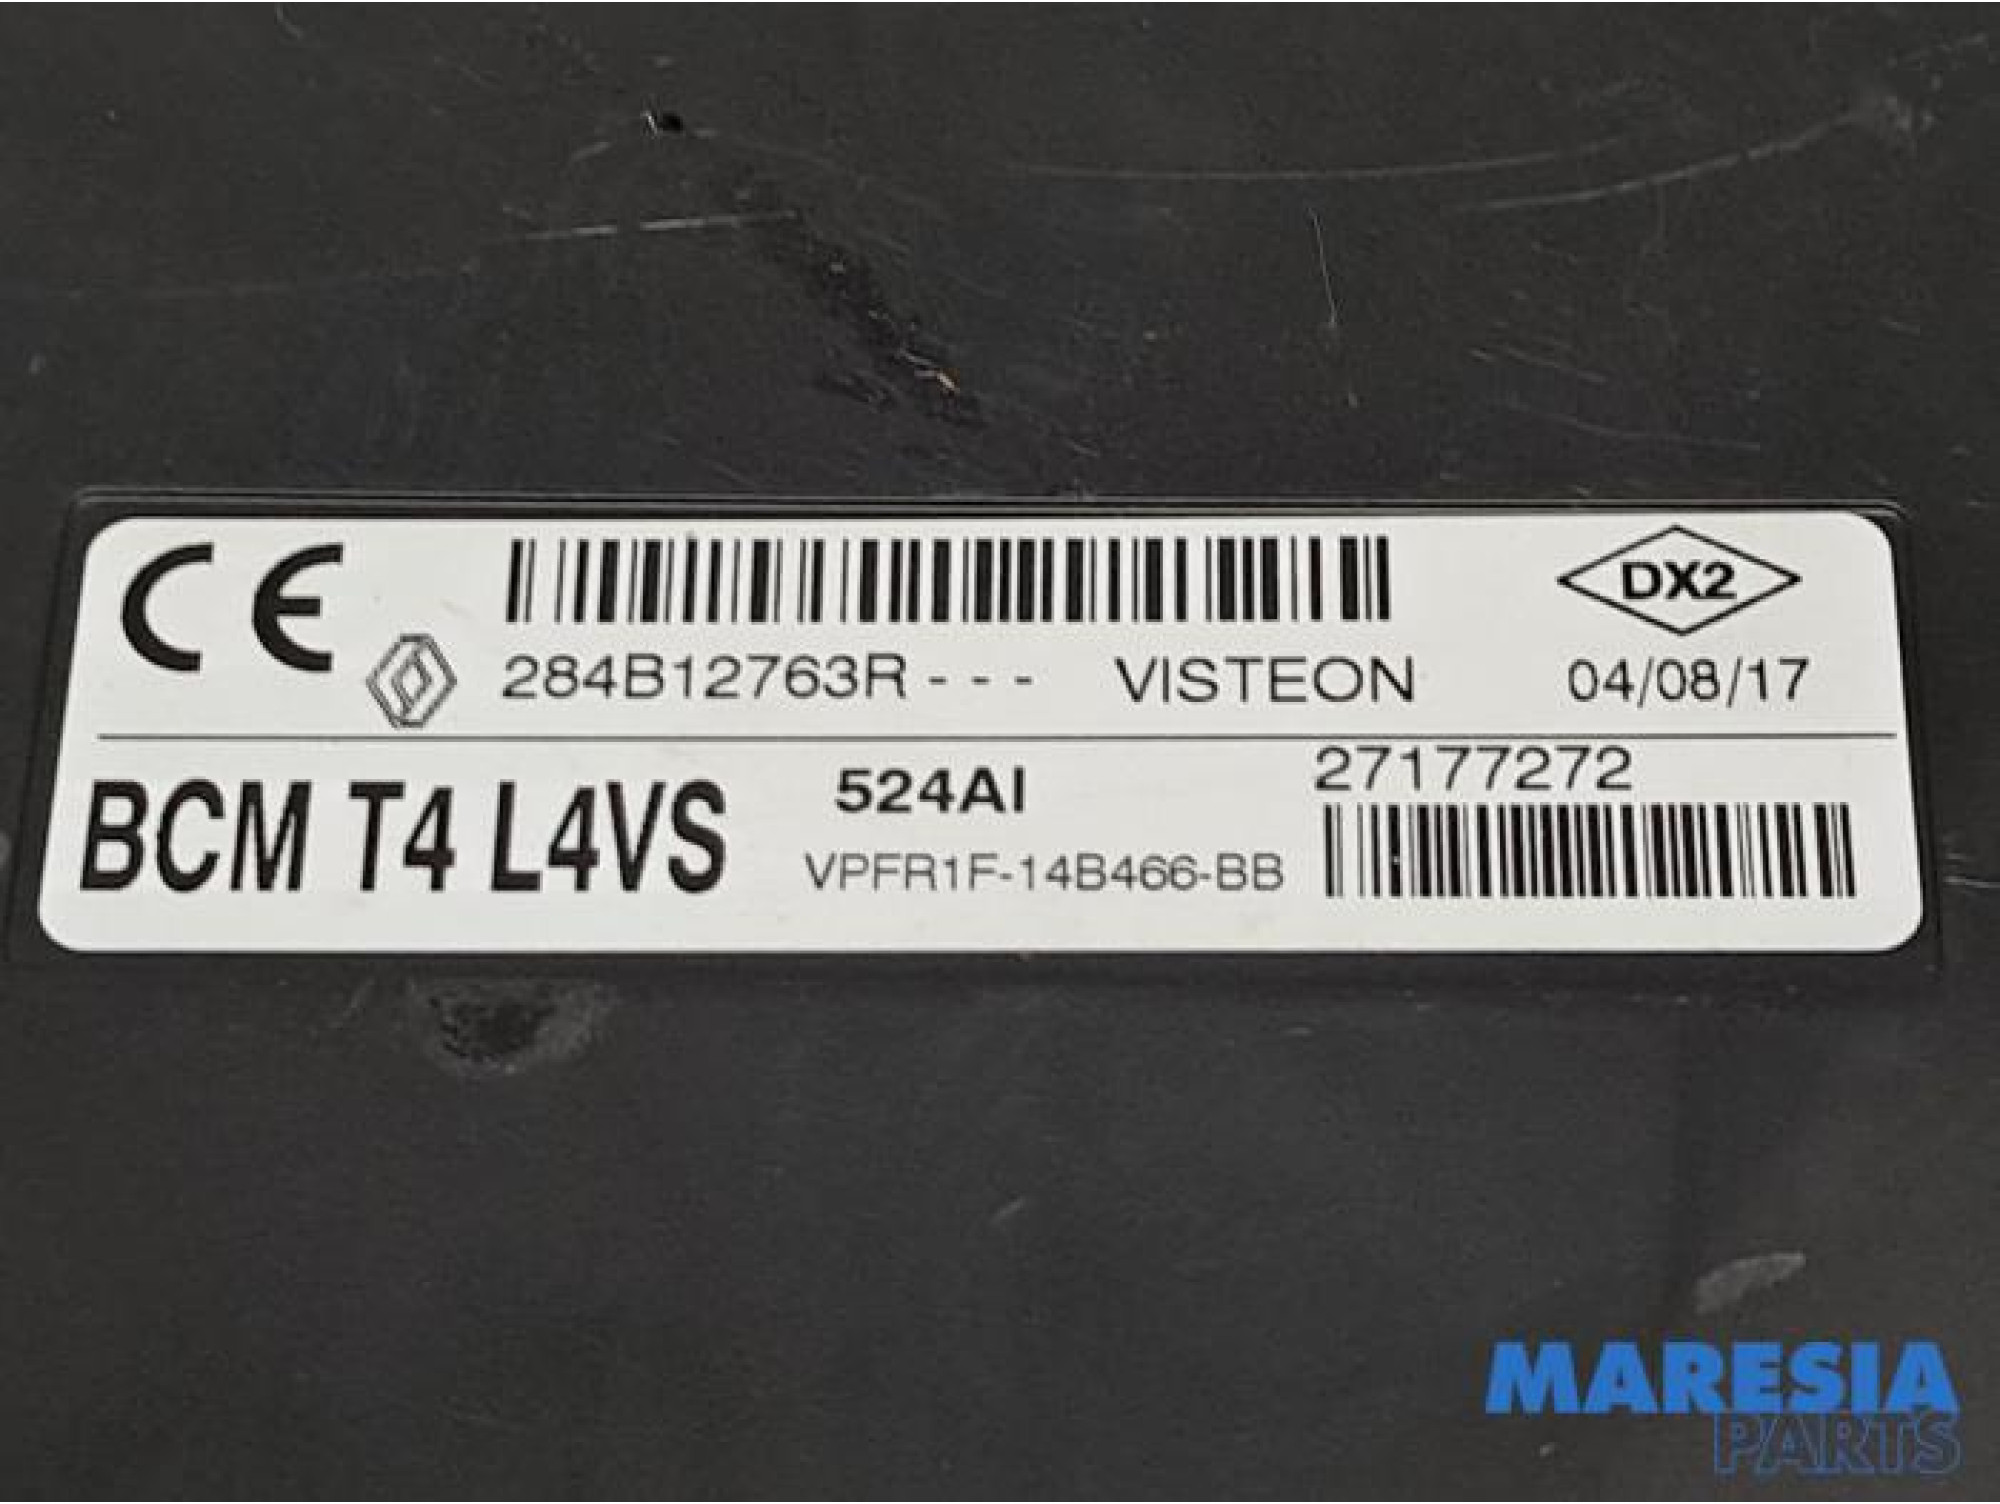 CE
284B12763R - - - VISTEON
DX2
04/08/17
BCM T4 L4VS
524AI
VPFR1F-14B466-BB
27177272
MARESIA
PARTS